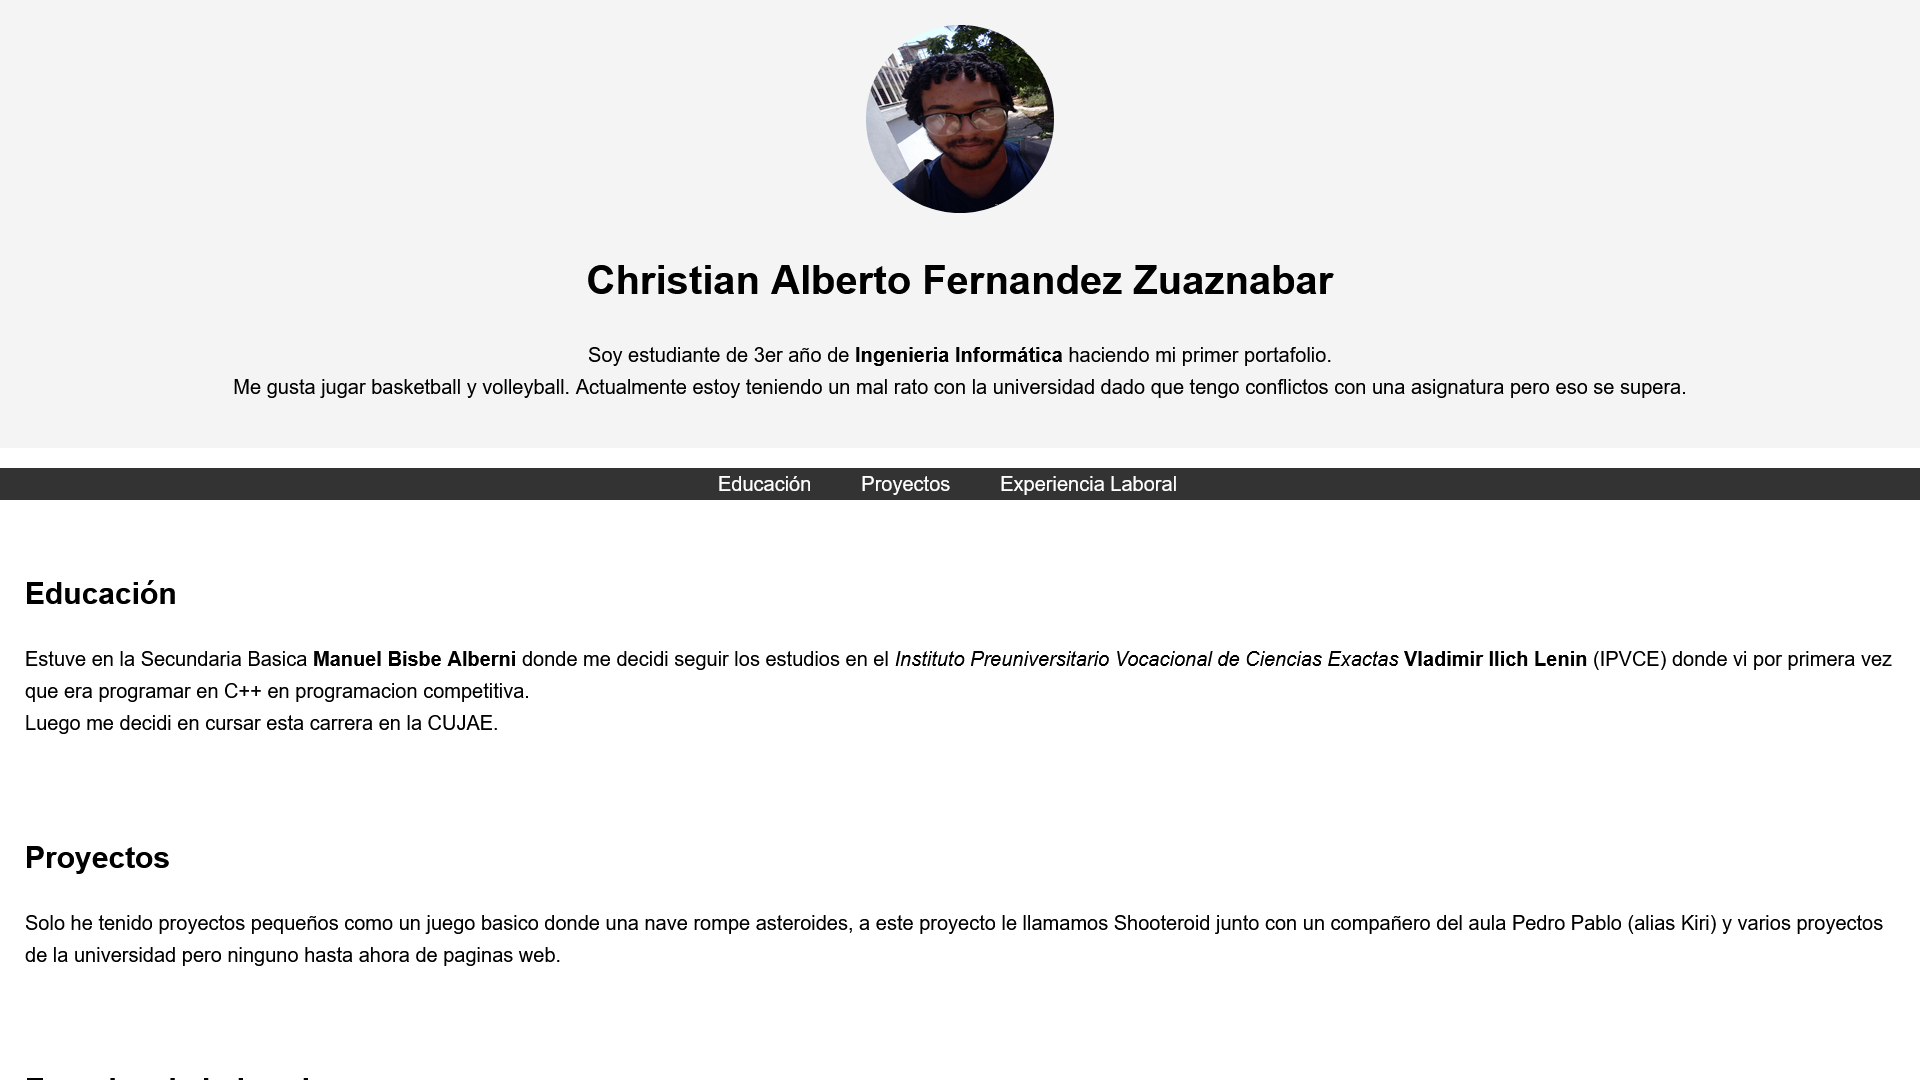 Christian Alberto Fernandez Zuaznabar
Soy estudiante de 3er año de Ingenieria Informática haciendo mi primer portafolio.
Me gusta jugar basketball y volleyball. Actualmente estoy teniendo un mal rato con la universidad dado que tengo conflictos con una asignatura pero eso se supera.
Educación Proyectos Experiencia Laboral
Educación
Estuve en la Secundaria Basica Manuel Bisbe Alberni donde me decidi seguir los estudios en el Instituto Preuniversitario Vocacional de Ciencias Exactas Vladimir Ilich Lenin (IPVCE) donde vi por primera vez
que era programar en C++ en programacion competitiva.
Luego me decidi en cursar esta carrera en la CUJAE.
Proyectos
Solo he tenido proyectos pequeños como un juego basico donde una nave rompe asteroides, a este proyecto le llamamos Shooteroid junto con un compañero del aula Pedro Pablo (alias Kiri) y varios proyectos
de la universidad pero ninguno hasta ahora de paginas web.